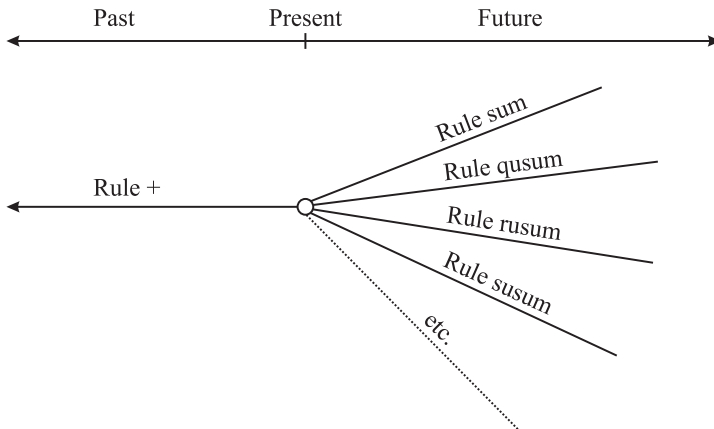 Past
Present
Future
Rule sum
Rule qusum
Rule +
Rule rusum
Rule susum
etc.